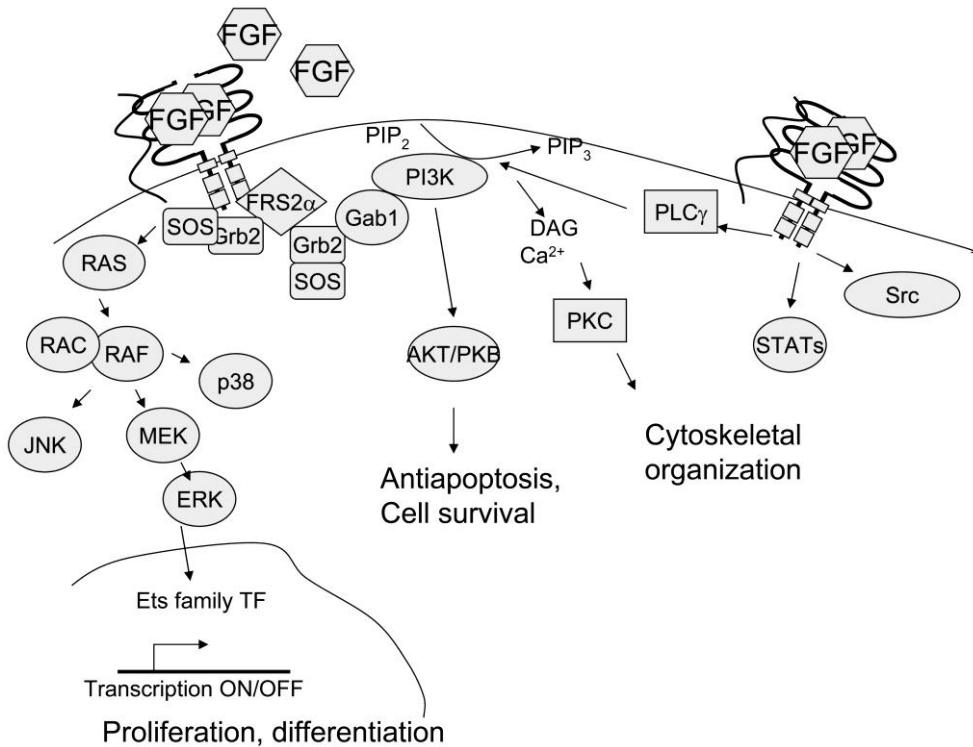 FGF
FGF
FGF
GF
FGF
GF
PIP2
PIP3
PI3K
FRS2α
Gab1
PLCγ
SOS
Grb2
Grb2
SOS
DAG
Ca2+
RAS
Src
PKC
RAC
RAF
AKT/PKB
STATs
p38
JNK
MEK
Cytoskeletal
organization
Antiapoptosis,
Cell survival
ERK
Ets family TF
Transcription ON/OFF
Proliferation, differentiation